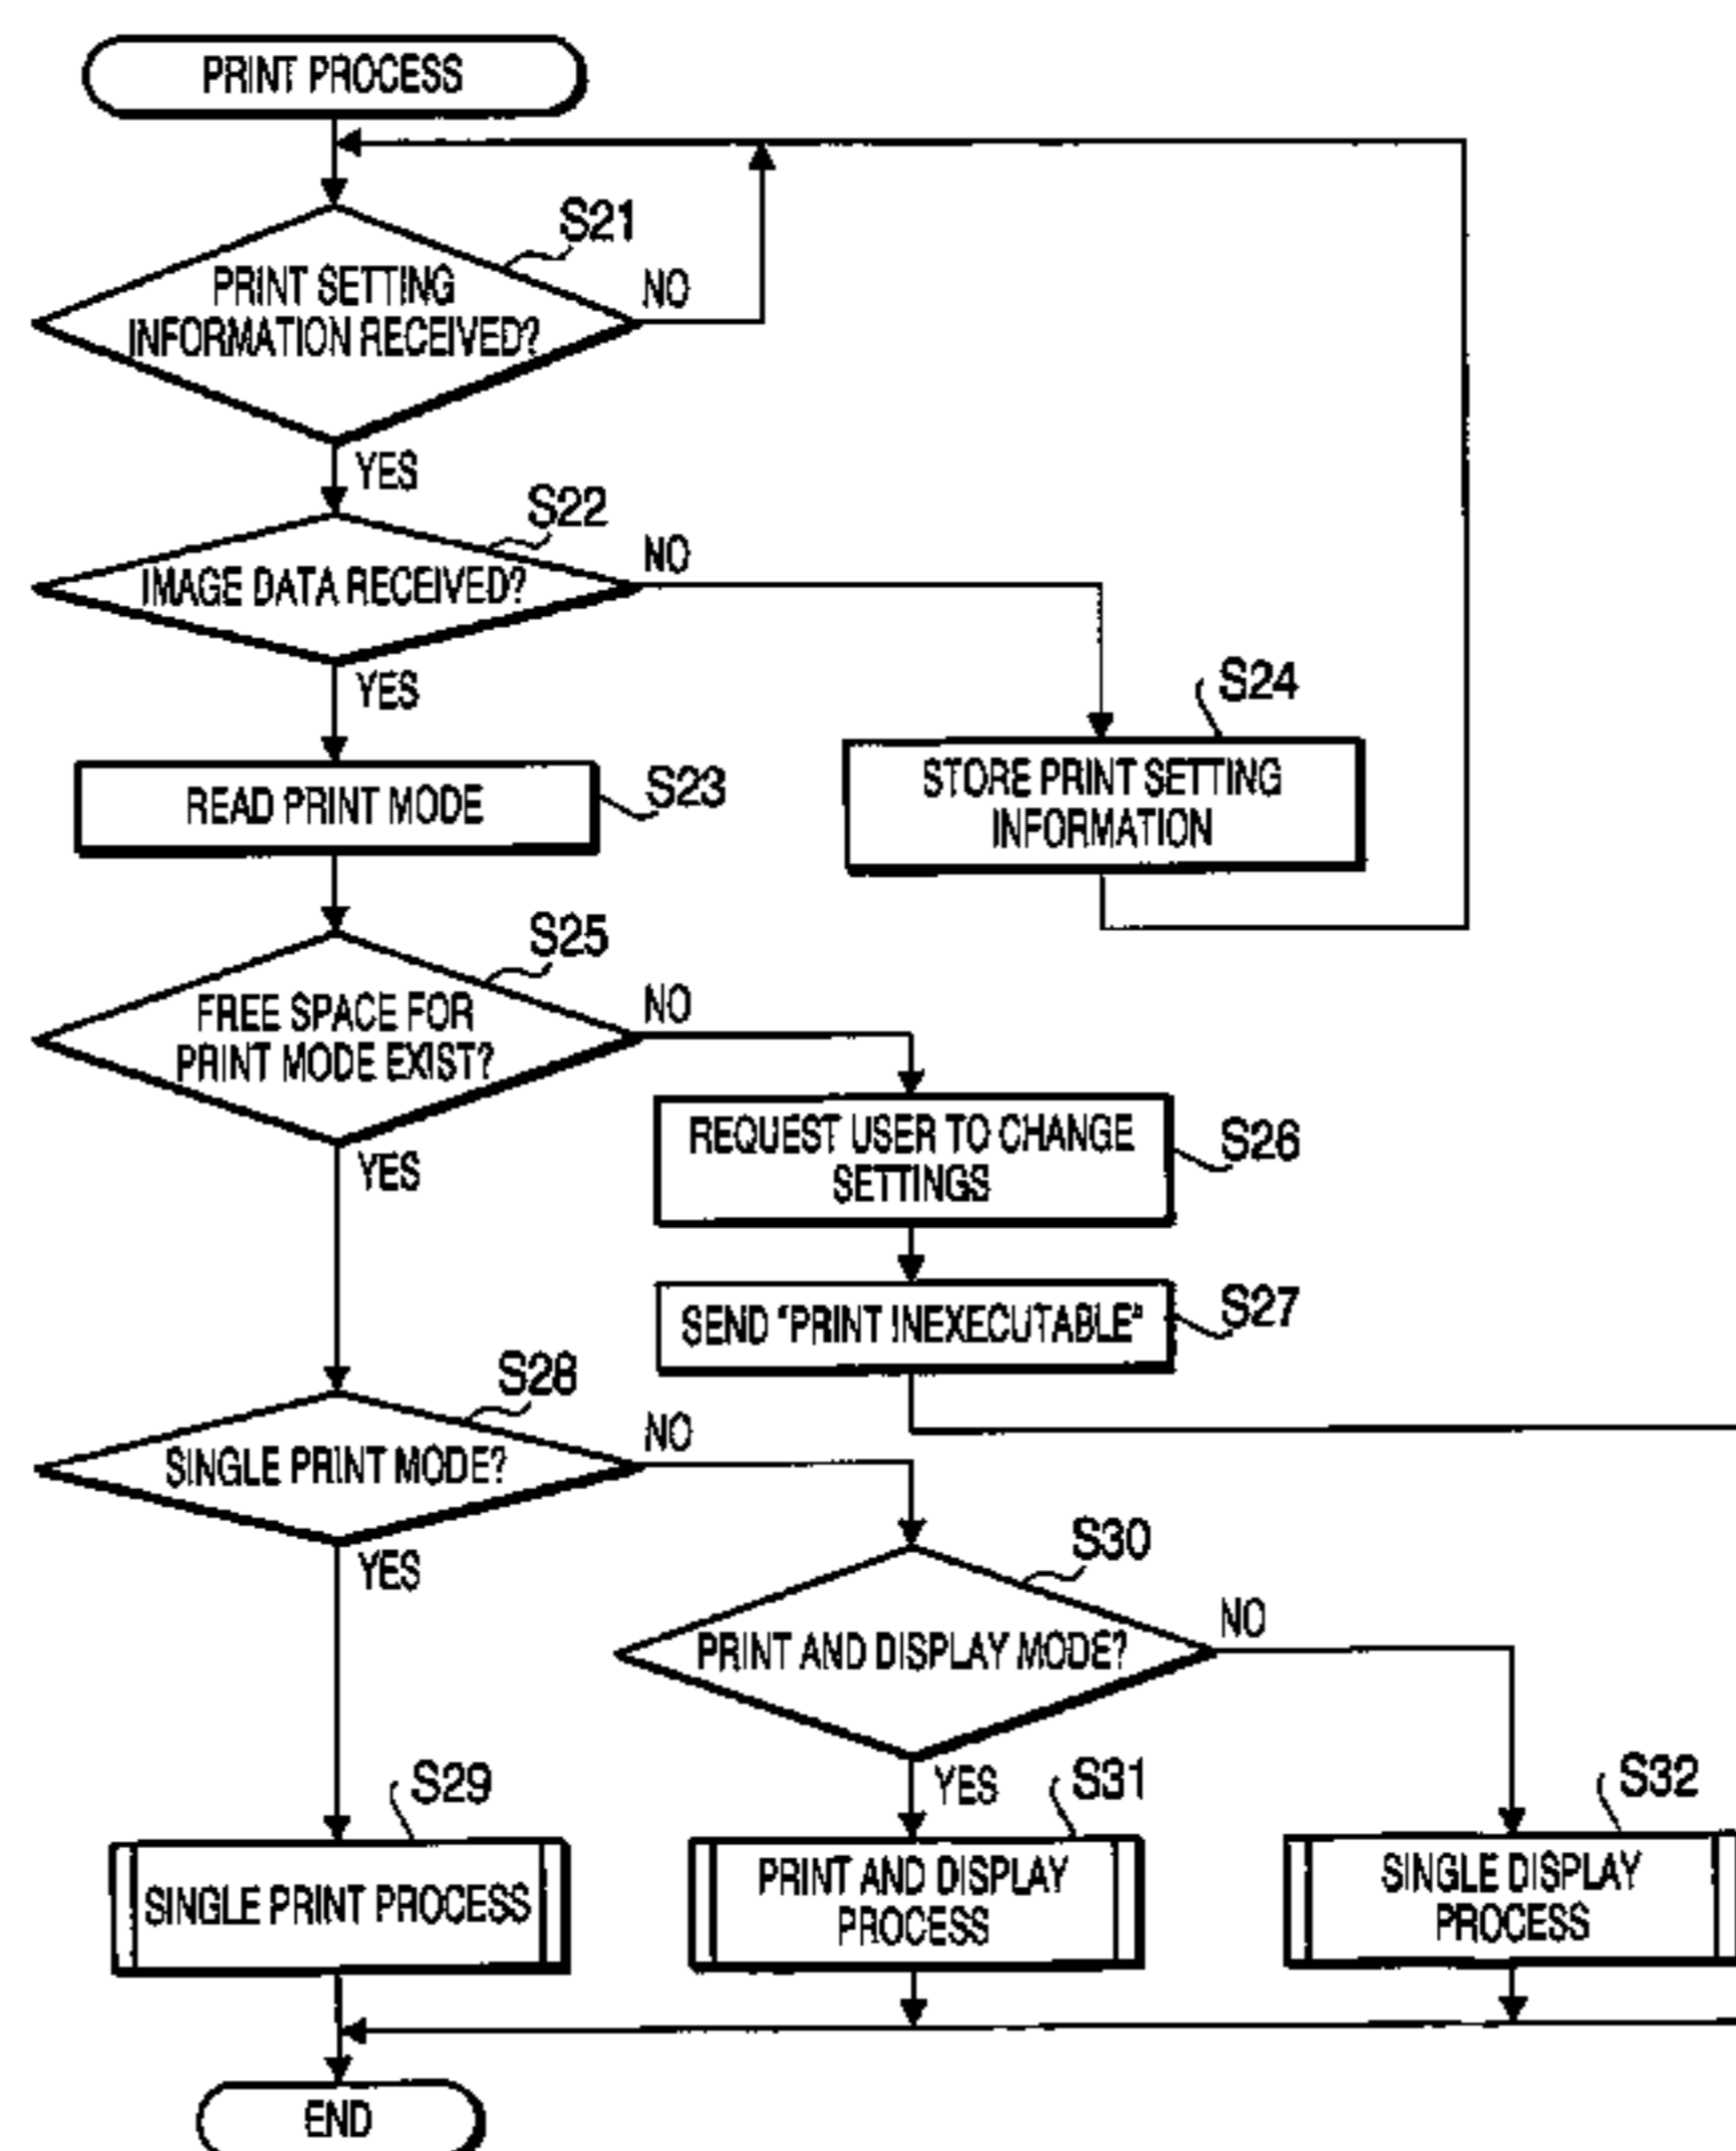 PRINT PROCESS
S21
PRINT SETTING
INFORMATION RECEIVED?
NO
YES
S22
IMAGE DATA RECEIVED?
NO
YES
S23
READ PRINT MODE
S24
STORE PRINT SETTING
INFORMATION
S25
FREE SPACE FOR
PRINT MODE EXIST?
NO
YES
REQUEST USER TO CHANGE
SETTINGS
S26
SEND "PRINT INEXECUTABLE"
S27
S28
SINGLE PRINT MODE?
NO
YES
S30
PRINT AND DISPLAY MODE?
NO
YES
S29
SINGLE PRINT PROCESS
S31
PRINT AND DISPLAY
PROCESS
S32
SINGLE DISPLAY
PROCESS
END